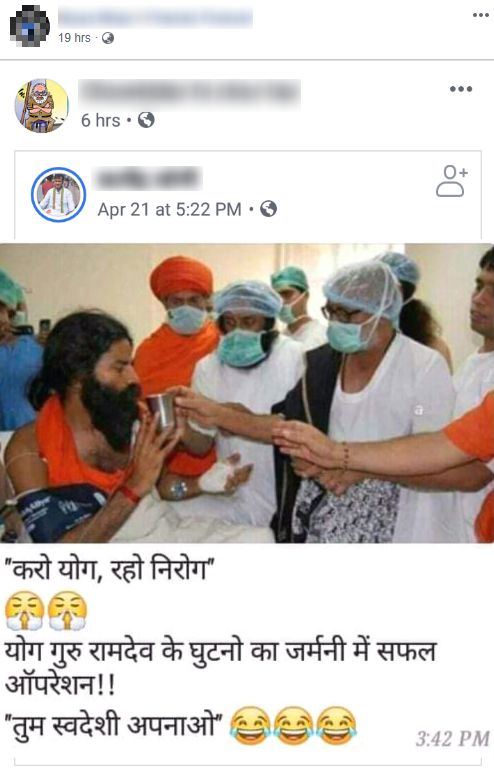 19 hrs ·
6 hrs •
Apr 21 at 5:22 PM •
"करो योग, रहो निरोग"
😤😤
योग गुरु रामदेव के घुटनो का जर्मनी में सफल
ऑपरेशन!!
"तुम स्वदेशी अपनाओ" 😂😂😂
3:42 PM